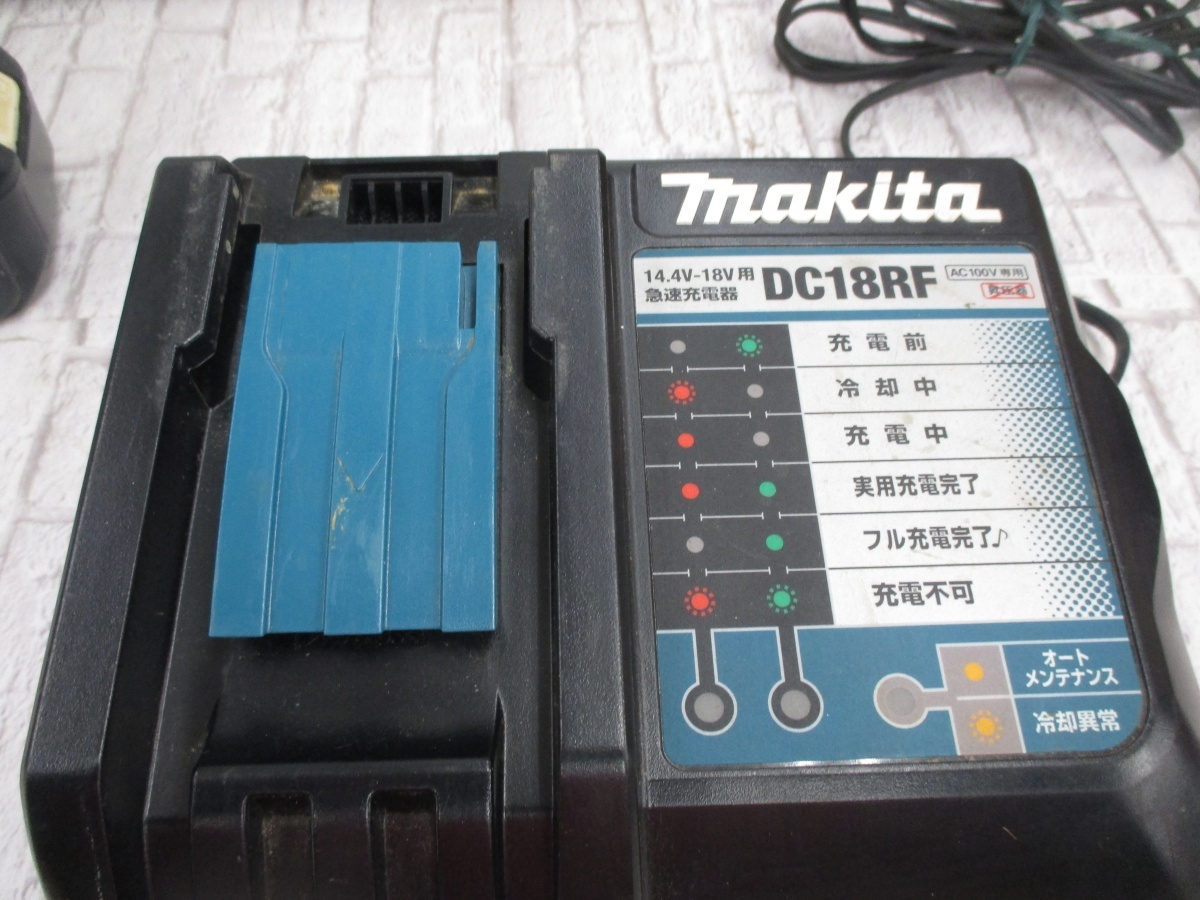 makita
14.4V-18V用
急速充電器
DC18RF
AC100V専用
昇圧器
充電前
冷却中
充電中
実用充電完了
フル充電完了♪
充電不可
オート
メンテナンス
冷却異常